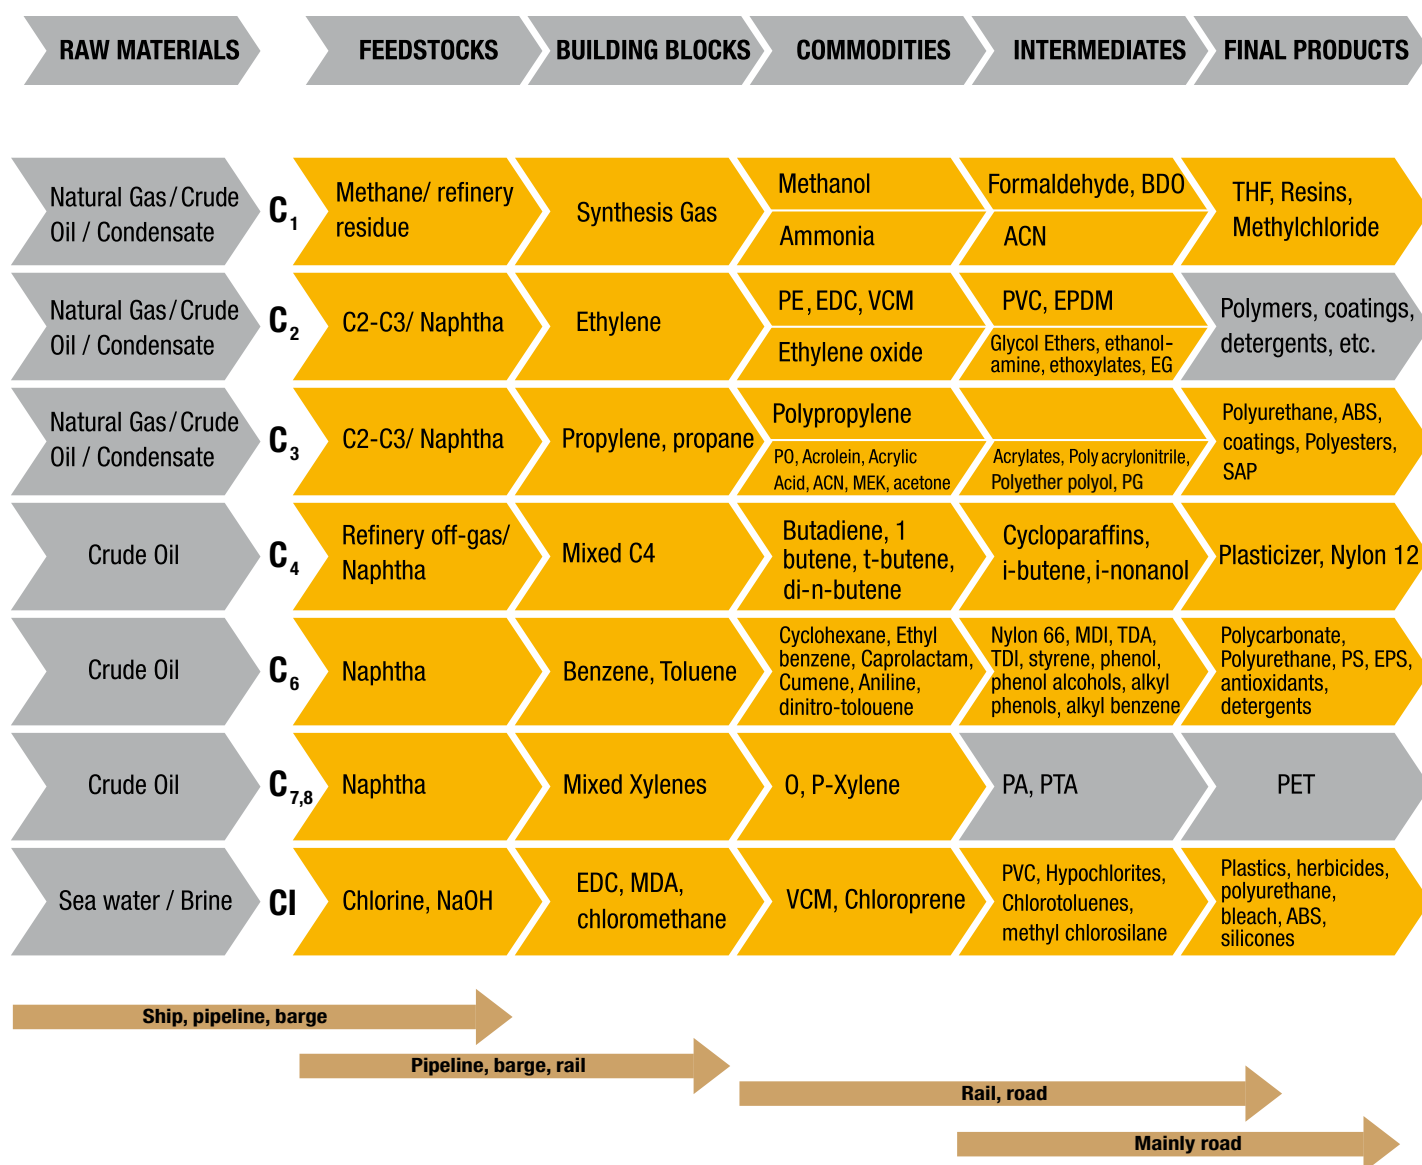 RAW MATERIALS
FEEDSTOCKS
BUILDING BLOCKS
COMMODITIES
INTERMEDIATES
FINAL PRODUCTS
Natural Gas/Crude
Oil / Condensate
C1
Methane/ refinery
residue
Synthesis Gas
Methanol
Ammonia
Formaldehyde, BDO
ACN
THF, Resins,
Methylchloride
Natural Gas/Crude
Oil / Condensate
C2
C2-C3/ Naphtha
Ethylene
PE, EDC, VCM
Ethylene oxide
PVC, EPDM
Glycol Ethers, ethanol-
amine, ethoxylates, EG
Polymers, coatings,
detergents, etc.
Natural Gas/Crude
Oil / Condensate
C3
C2-C3/ Naphtha
Propylene, propane
Polypropylene
PO, Acrolein, Acrylic
Acid, ACN, MEK, acetone
Acrylates, Poly acrylonitrile,
Polyether polyol, PG
Polyurethane, ABS,
coatings, Polyesters,
SAP
Crude Oil
C4
Refinery off-gas/
Naphtha
Mixed C4
Butadiene, 1
butene, t-butene,
di-n-butene
Cycloparaffins,
i-butene, i-nonanol
Plasticizer, Nylon 12
Crude Oil
C6
Naphtha
Benzene, Toluene
Cyclohexane, Ethyl
benzene, Caprolactam,
Cumene, Aniline,
dinitro-tolouene
Nylon 66, MDI, TDA,
TDI, styrene, phenol,
phenol alcohols, alkyl
phenols, alkyl benzene
Polycarbonate,
Polyurethane, PS, EPS,
antioxidants,
detergents
Crude Oil
C7,8
Naphtha
Mixed Xylenes
O, P-Xylene
PA, PTA
PET
Sea water / Brine
Cl
Chlorine, NaOH
EDC, MDA,
chloromethane
VCM, Chloroprene
PVC, Hypochlorites,
Chlorotoluenes,
methyl chlorosilane
Plastics, herbicides,
polyurethane,
bleach, ABS,
silicones
Ship, pipeline, barge
Pipeline, barge, rail
Rail, road
Mainly road